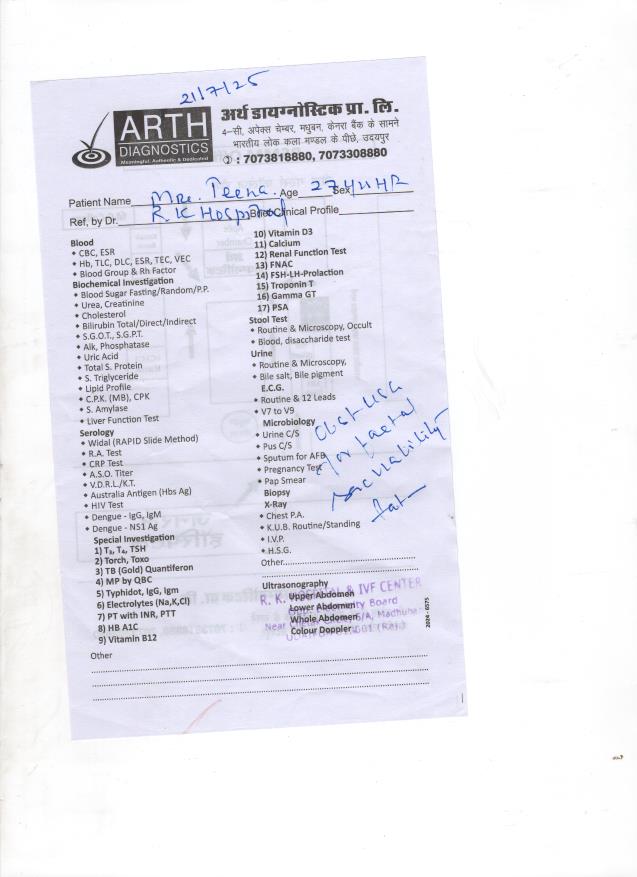 21/7/25
ARTH
DIAGNOSTICS
Meaningful, Authentic & Dedicated
अर्थ डायग्नोस्टिक प्रा. लि.
4-सी, अपेक्स चेम्बर, मधुबन, केनरा बैंक के सामने
भारतीय लोक कला मण्डल के पीछे, उदयपुर
: 7073818880, 7073308880
Patient Name Mrs. Teena. Age 27 Sex
Ref, by Dr. R.K Hospital Brief Clinical Profile
Blood
CBC, ESR
Hb, TLC, DLC, ESR, TEC, VEC
Blood Group & Rh Factor
Biochemical Investigation
Blood Sugar Fasting/Random/P.P.
Urea, Creatinine
Cholesterol
Bilirubin Total/Direct/Indirect
S.G.O.T., S.G.P.T.
Alk, Phosphatase
Uric Acid
Total S. Protein
S. Triglyceride
Lipid Profile
C.P.K. (MB), CPK
S. Amylase
Liver Function Test
Serology
Widal (RAPID Slide Method)
R.A. Test
CRP Test
A.S.O. Titer
V.D.R.L./K.T.
Australia Antigen (Hbs Ag)
HIV Test
Dengue - IgG, IgM
Dengue - NS1 Ag
Special Investigation
1) T₃, T₄, TSH
2) Torch, Toxo
3) TB (Gold) Quantiferon
4) MP by QBC
5) Typhidot, IgG, Igm
6) Electrolytes (Na,K,Cl)
7) PT with INR, PTT
8) HB A1C
9) Vitamin B12
10) Vitamin D3
11) Calcium
12) Renal Function Test
13) FNAC
14) FSH-LH-Prolaction
15) Troponin T
16) Gamma GT
17) PSA
Stool Test
Routine & Microscopy, Occult
Blood, disaccharide test
Urine
Routine & Microscopy,
Bile salt, Bile pigment
E.C.G.
Routine & 12 Leads
V7 to V9
Microbiology
Urine C/S
Pus C/S
Sputum for AFB
Pregnancy Test
Pap Smear
Biopsy
X-Ray
Chest P.A.
K.U.B. Routine/Standing
I.V.P.
H.S.G.
Other
Obst USG
for faetal
viability
Ultrasonography
Upper Abdomen
Lower Abdomen
Whole Abdomen
Colour Doppler
R. K. HOSPITAL & IVF CENTER
Board
Near Madhuban
2024 - 6575
Other